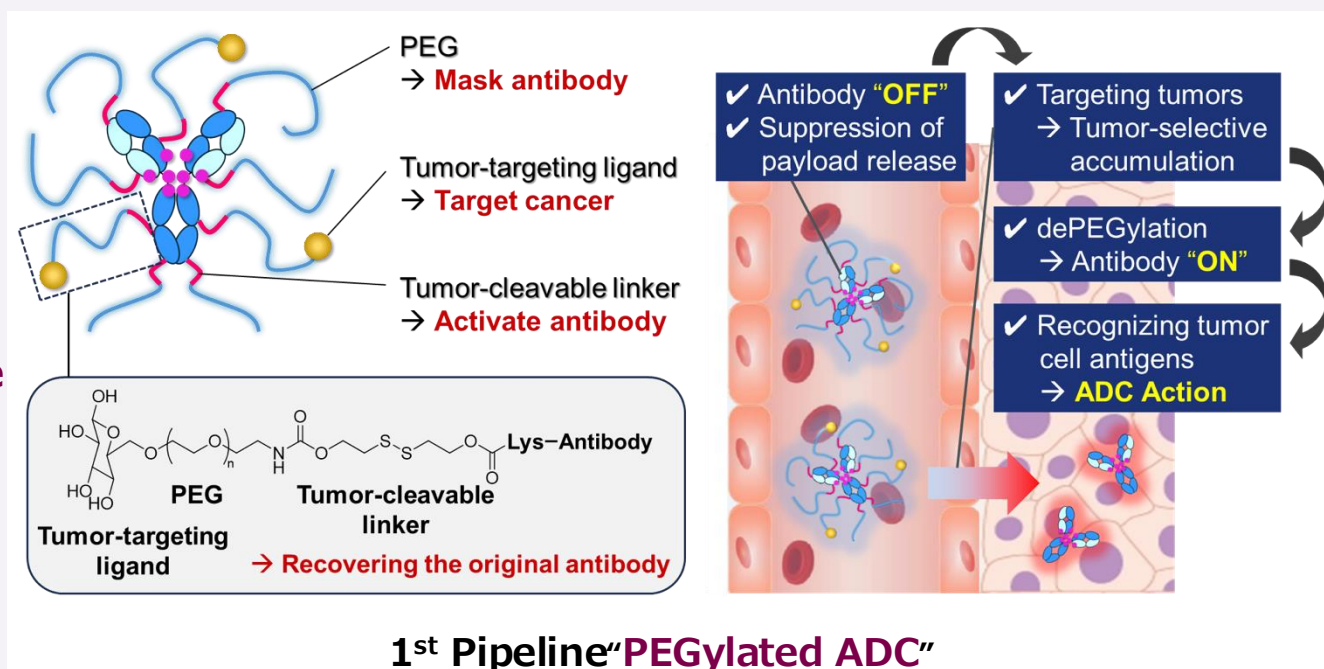 PEG
→ Mask antibody
Tumor-targeting ligand
→ Target cancer
Tumor-cleavable linker
→ Activate antibody
e
OH
HO
HO
HO
OH
O
O
O
n
N
H
O
O
S
S
O
O
Lys–Antibody
PEG
Tumor-cleavable
linker
Tumor-targeting
ligand
→ Recovering the original antibody
✔ Antibody “OFF”
✔ Suppression of
payload release
✔ Targeting tumors
→ Tumor-selective
accumulation
✔ dePEGylation
→ Antibody “ON”
✔ Recognizing tumor
cell antigens
→ ADC Action
1st Pipeline“PEGylated ADC”